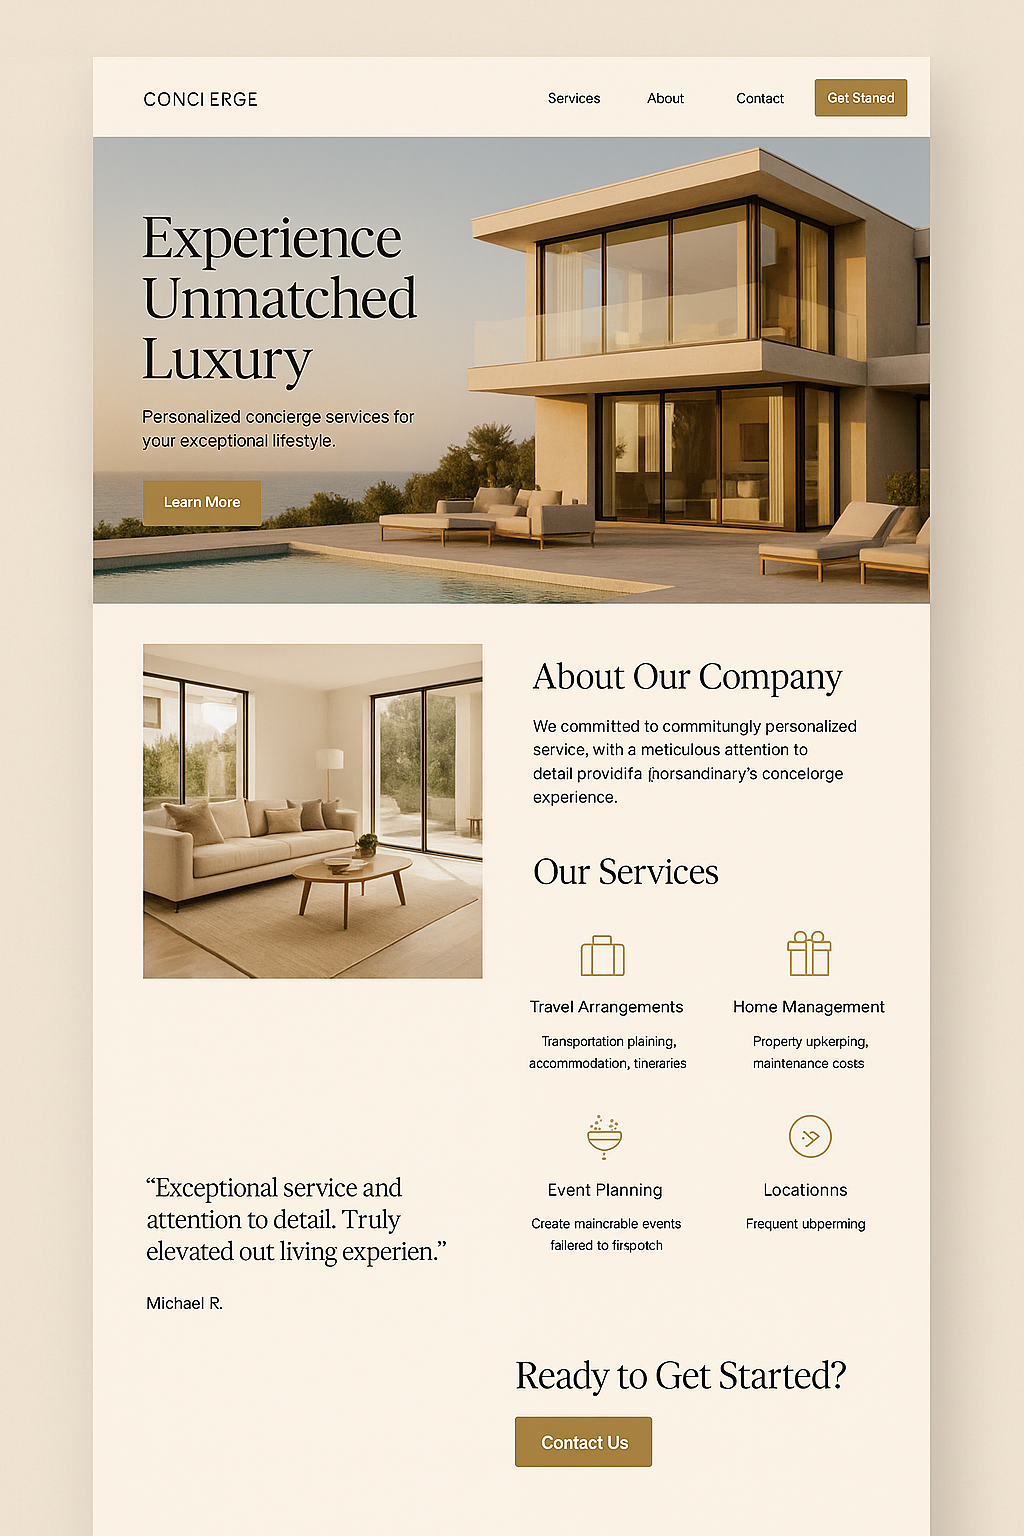 CONCIERGE
Services
About
Contact
Get Staned
Experience
Unmatched
Luxury
Personalized concierge services for
your exceptional lifestyle.
Learn More
About Our Company
We committed to commitungly personalized
service, with a meticulous attention to
detail providifa concelorge
experience.
Our Services
Travel Arrangements
Transportation plaining,
accommodation, tineraries
Home Management
Property upkerping,
maintenance costs
Event Planning
Create maincrable events
failered to firspotch
Locationns
Frequent ubperming
“Exceptional service and
attention to detail. Truly
elevated out living experien.”
Michael R.
Ready to Get Started?
Contact Us